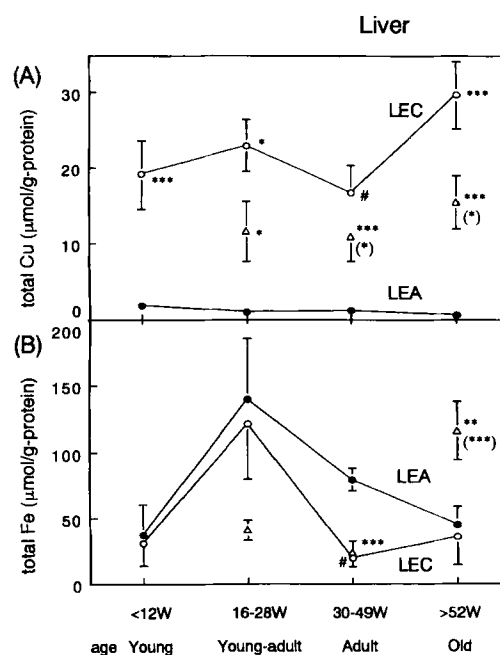 Liver
(A)
total Cu (μmol/g-protein)
30
20
10
0
LEC
LEA
***
*
#
***
*
***
(*)
***
(*)
(B)
total Fe (μmol/g-protein)
200
150
100
50
0
LEA
LEC
#
***
**
(***)
<12W 16-28W 30-49W >52W
age Young Young-adult Adult Old